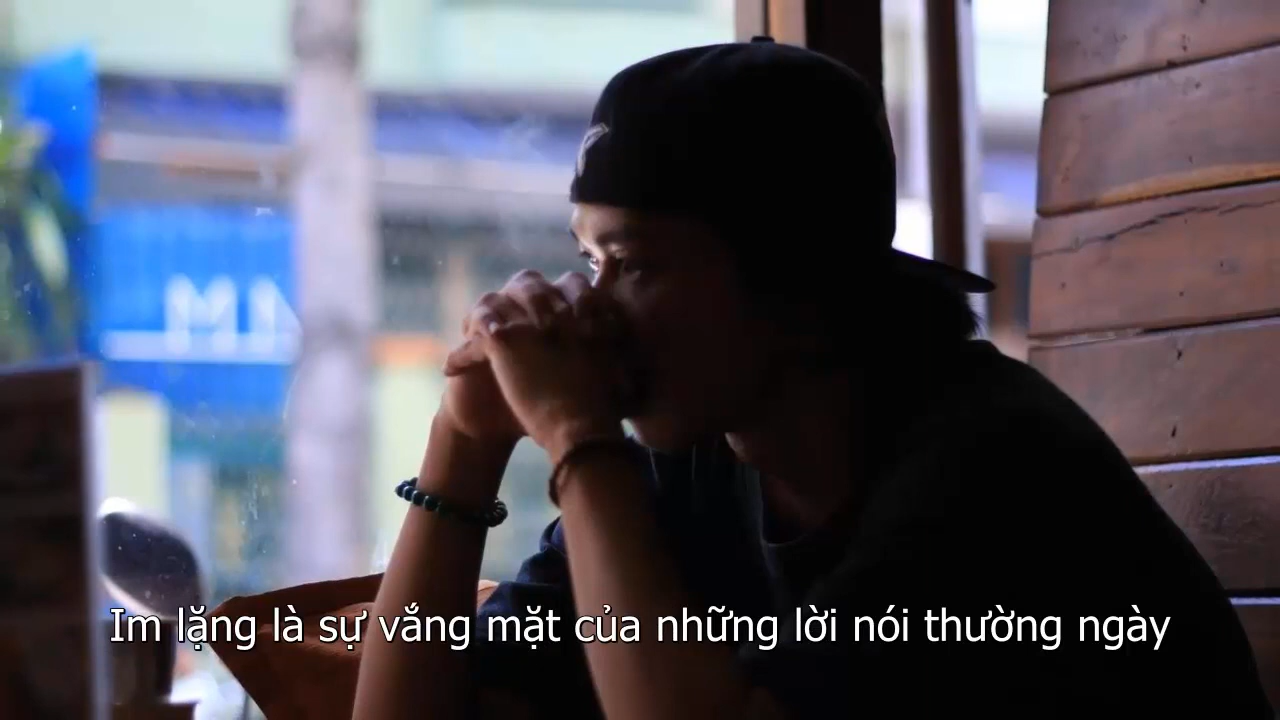 Im lặng là sự vắng mặt của những lời nói thường ngày